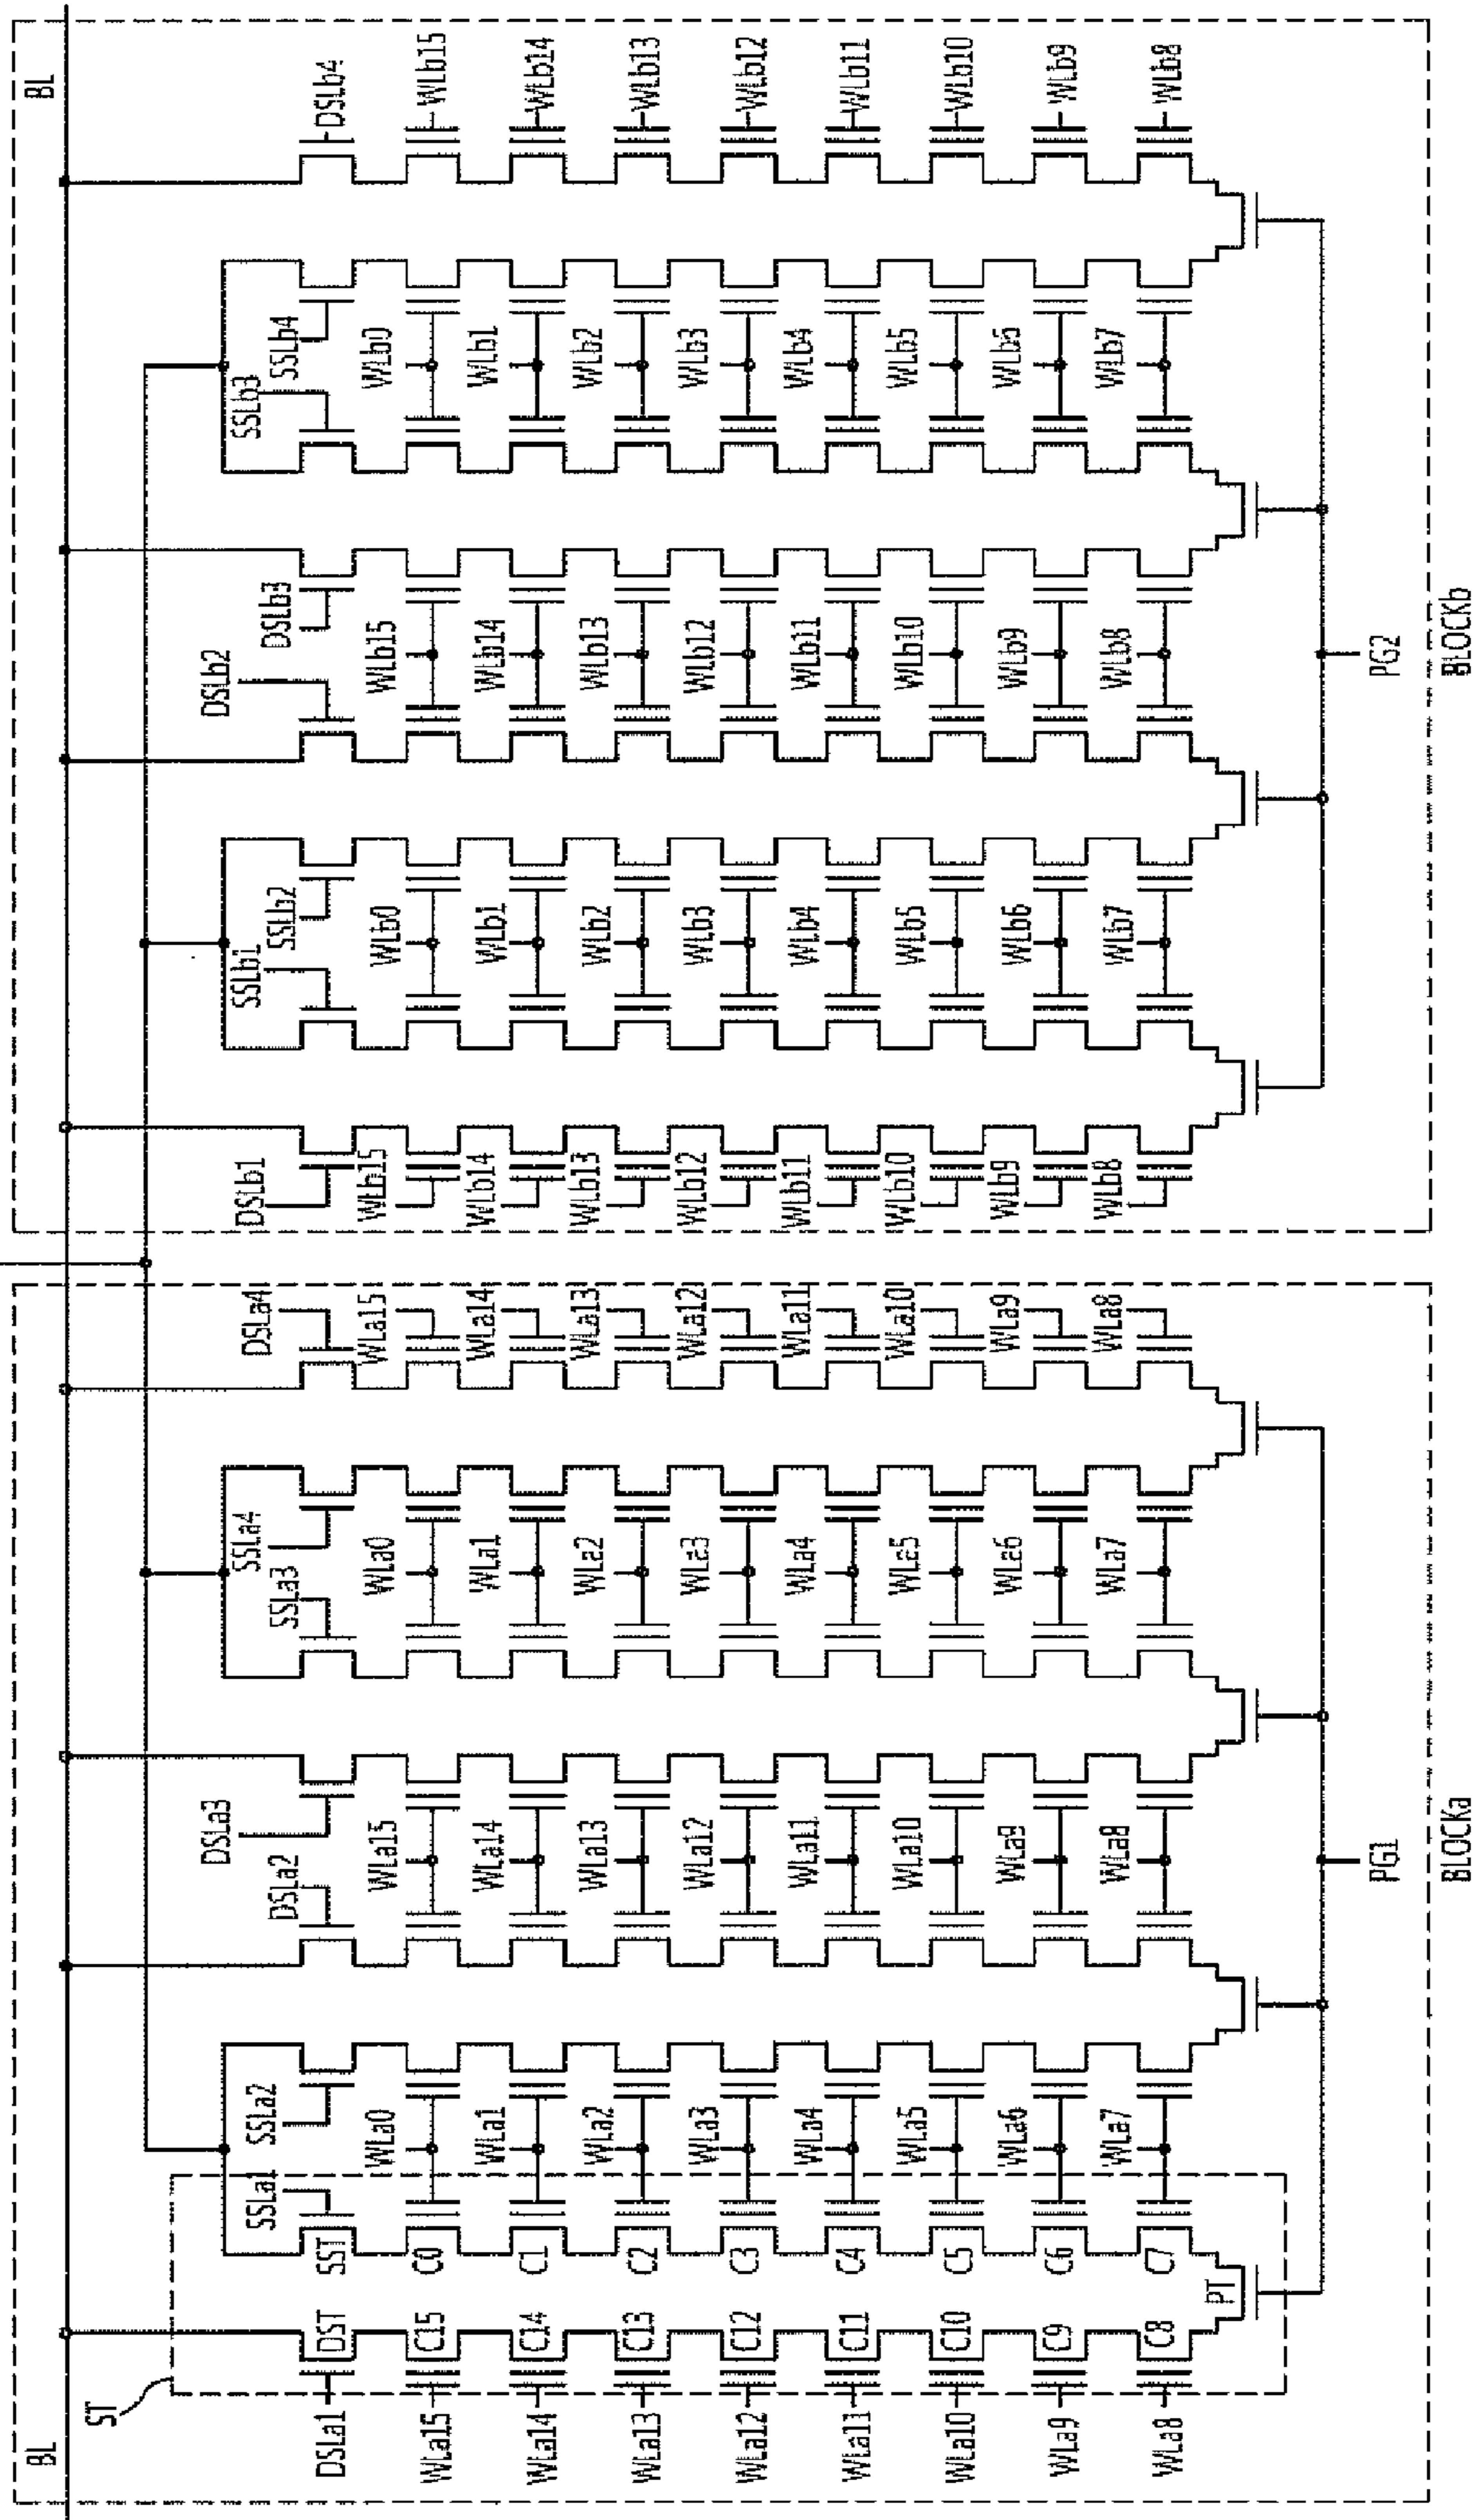 BL BL
ST
DSLa3 DSLb2
SSLa1 SSLa2 SSLa4 DSLa4 DSLb1 SSLb1 SSLb3
DSLa2 SSLa3 SSLb2 DSLb3 SSLb4
DSLa1 DST SST DSLb4
WLa15 C15 C0 WLa0 WLa15 WLa0 WLa15 WLb15 WLb0 WLb15 WLb0 WLb15
WLa14 C14 C1 WLa1 WLa14 WLa1 WLa14 WLb14 WLb1 WLb14 WLb1 WLb14
WLa13 C13 C2 WLa2 WLa13 WLa2 WLa13 WLb13 WLb2 WLb13 WLb2 WLb13
WLa12 C12 C3 WLa3 WLa12 WLa3 WLa12 WLb12 WLb3 WLb12 WLb3 WLb12
WLa11 C11 C4 WLa4 WLa11 WLa4 WLa11 WLb11 WLb4 WLb11 WLb4 WLb11
WLa10 C10 C5 WLa5 WLa10 WLa5 WLa10 WLb10 WLb5 WLb10 WLb5 WLb10
WLa9 C9 C6 WLa6 WLa9 WLa6 WLa9 WLb9 WLb6 WLb9 WLb6 WLb9
WLa8 C8 C7 WLa7 WLa8 WLa7 WLa8 WLb8 WLb7 WLb8 WLb7 WLb8
PT
PG1 PG2
BLOCKa BLOCKb